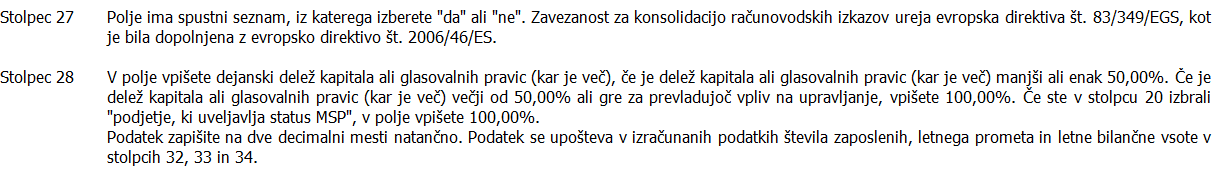 Stolpec 27 Polje ima spustni seznam, iz katerega izberete "da" ali "ne". Zavezanost za konsolidacijo računovodskih izkazov ureja evropska direktiva št. 83/349/EGS, kot
je bila dopolnjena z evropsko direktivo št. 2006/46/ES.
Stolpec 28 V polje vpišete dejanski delež kapitala ali glasovalnih pravic (kar je več), če je delež kapitala ali glasovalnih pravic (kar je več) manjši ali enak 50,00%. Če je
delež kapitala ali glasovalnih pravic (kar je več) večji od 50,00% ali gre za prevladujoč vpliv na upravljanje, vpišete 100,00%. Če ste v stolpcu 20 izbrali
"podjetje, ki uveljavlja status MSP", v polje vpišete 100,00%.
Podatek zapišite na dve decimalni mesti natančno. Podatek se upošteva v izračunanih podatkih števila zaposlenih, letnega prometa in letne bilančne vsote v
stolpcih 32, 33 in 34.